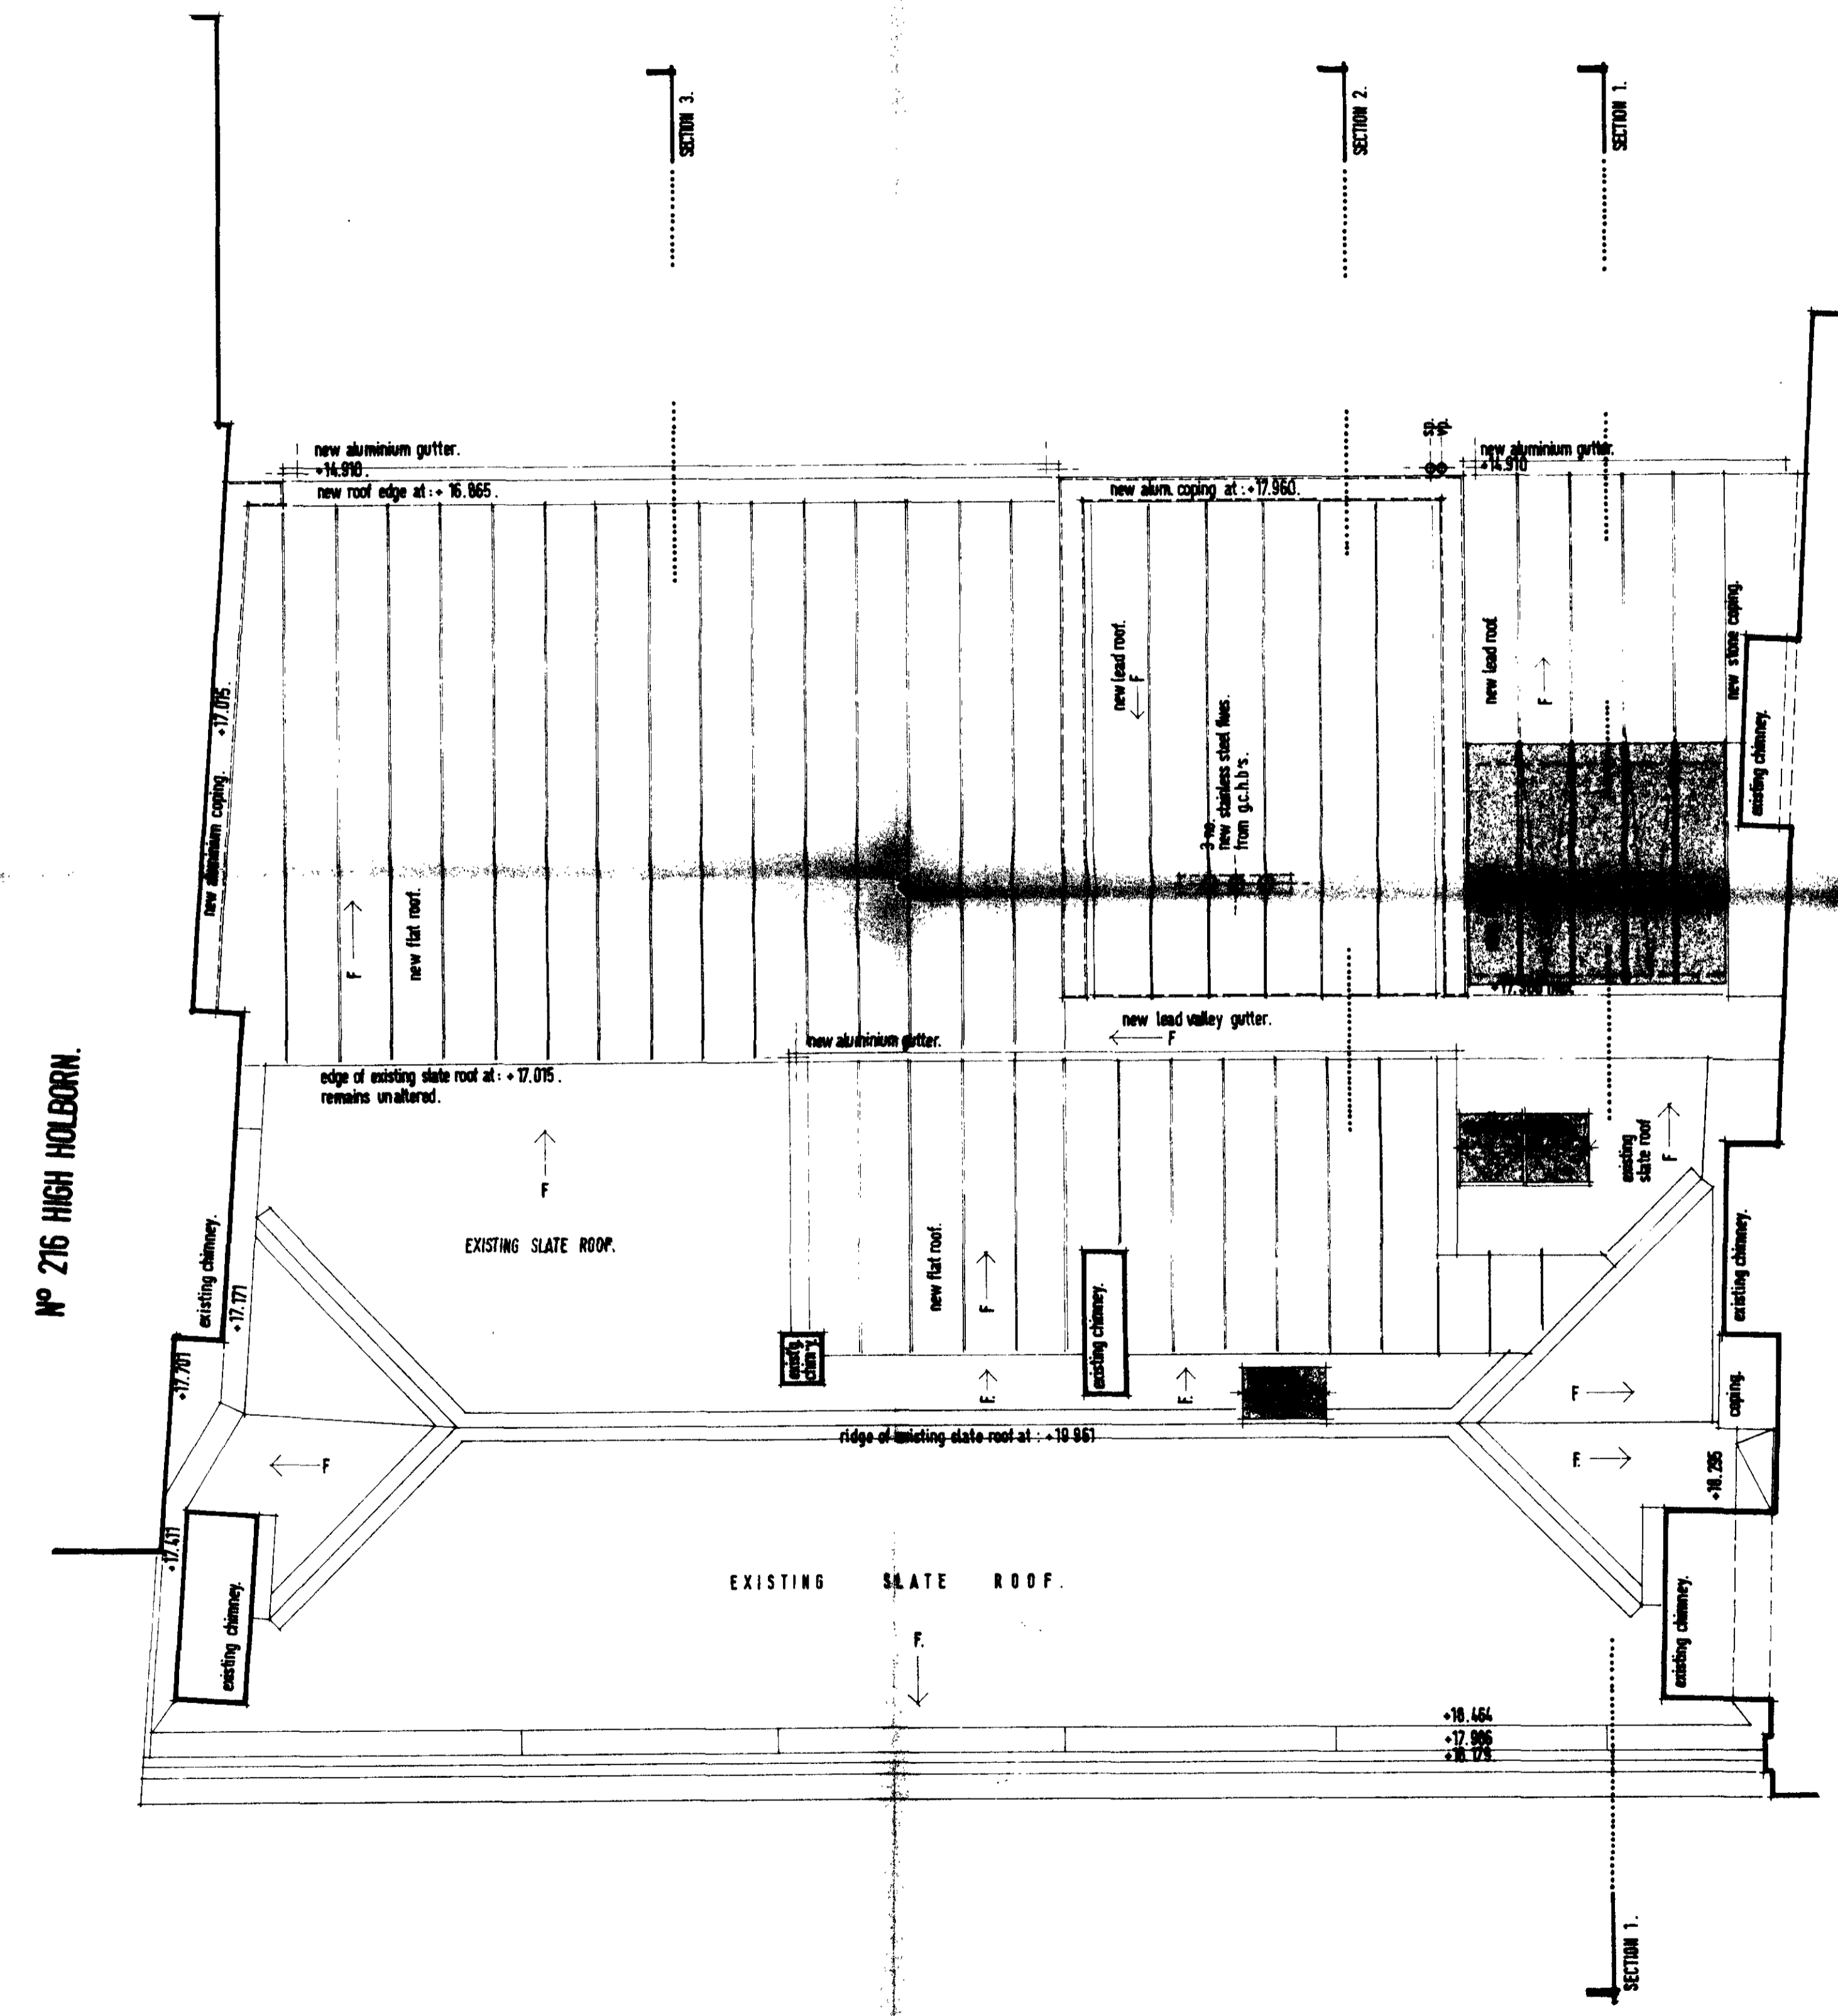 SECTION 3.
SECTION 2.
SECTION 1.
new aluminium gutter.
+14.910.
new roof edge at:+ 16.865.
new alum. coping at :+17.960.
sp.
vp.
new aluminium gutter.
+14.910
new aluminium coping. +17.015.
F
new flat roof.
new lead roof.
F
3 no.
new stainless steel flues.
from g.c.h.b's.
new lead roof.
F
new stone coping.
existing chimney.
new lead valley gutter.
F
new aluminium gutter.
edge of existing slate roof at: + 17.015.
remains unaltered.
Nº 216 HIGH HOLBORN.
F
EXISTING SLATE ROOF.
existing chimney.
+17.171
+17.701
new flat roof.
F
existg.
chimn'y.
existing chimney.
F.
F.
existing
slate roof
F
existing chimney.
coping.
F
F.
+18.295
ridge of existing slate roof at : +19.961
F
+17.411
existing chimney.
EXISTING SLATE ROOF.
F.
existing chimney.
+18.464
+17.986
+18.179
SECTION 1.